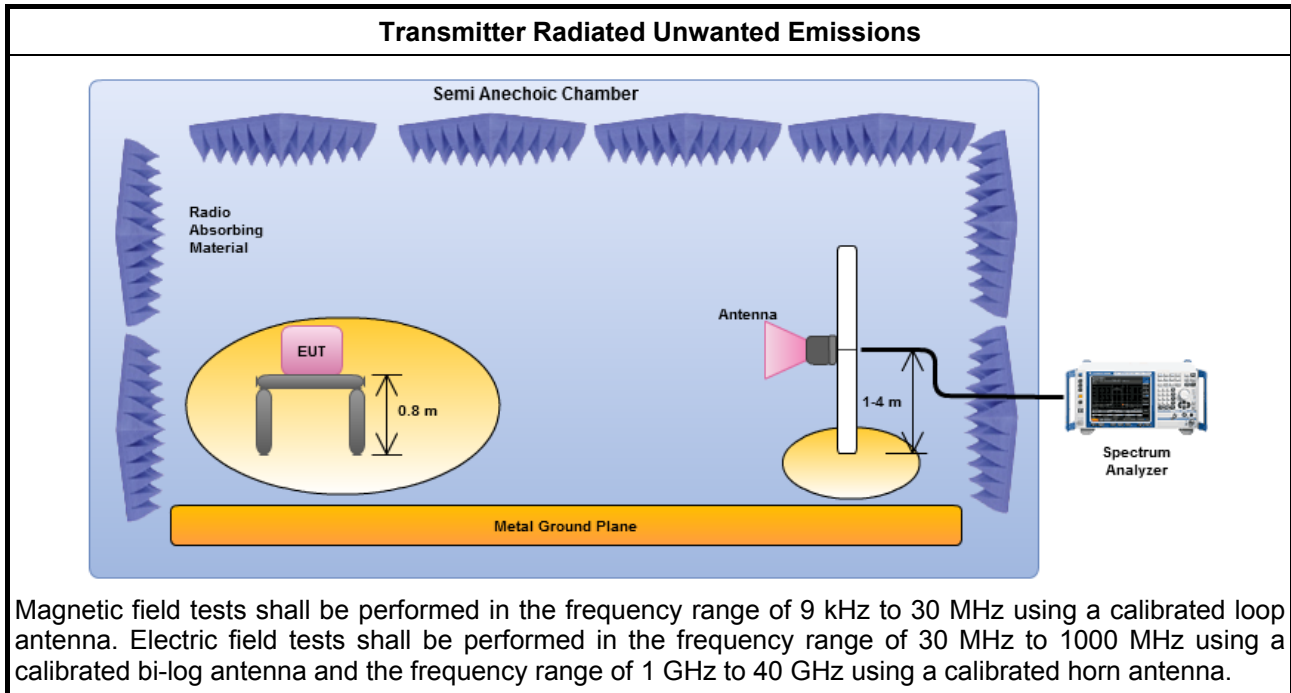 Transmitter Radiated Unwanted Emissions
Semi Anechoic Chamber
Radio
Absorbing
Material
Antenna
EUT
0.8 m
1-4 m
Spectrum
Analyzer
Metal Ground Plane
Magnetic field tests shall be performed in the frequency range of 9 kHz to 30 MHz using a calibrated loop
antenna. Electric field tests shall be performed in the frequency range of 30 MHz to 1000 MHz using a
calibrated bi-log antenna and the frequency range of 1 GHz to 40 GHz using a calibrated horn antenna.